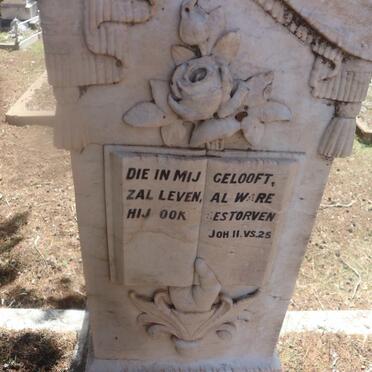 DIE IN MIJ GELOOFT,
ZAL LEVEN, AL WARE
HIJ OOK GESTORVEN
JOH 11. VS. 25